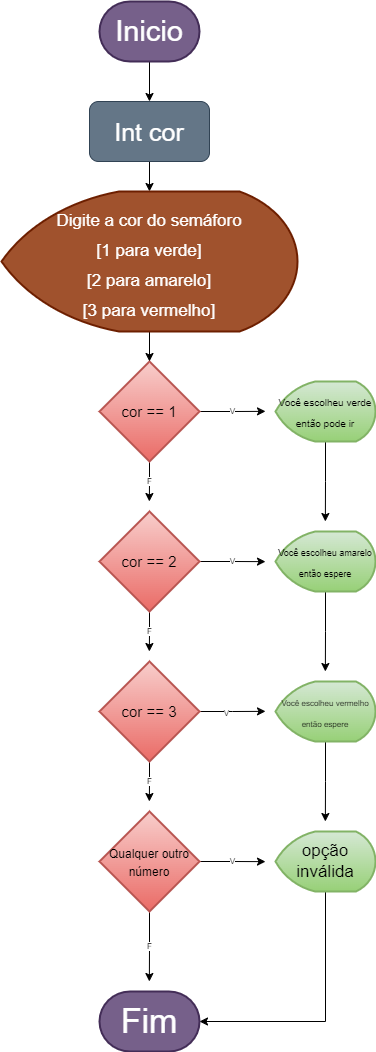 Inicio
Int cor
Digite a cor do semáforo
[1 para verde]
[2 para amarelo]
[3 para vermelho]
cor == 1
V
Você escolheu verde
então pode ir
F
cor == 2
V
Você escolheu amarelo
então espere
F
cor == 3
V
Você escolheu vermelho
então espere
F
Qualquer outro
número
V
opção
inválida
F
Fim